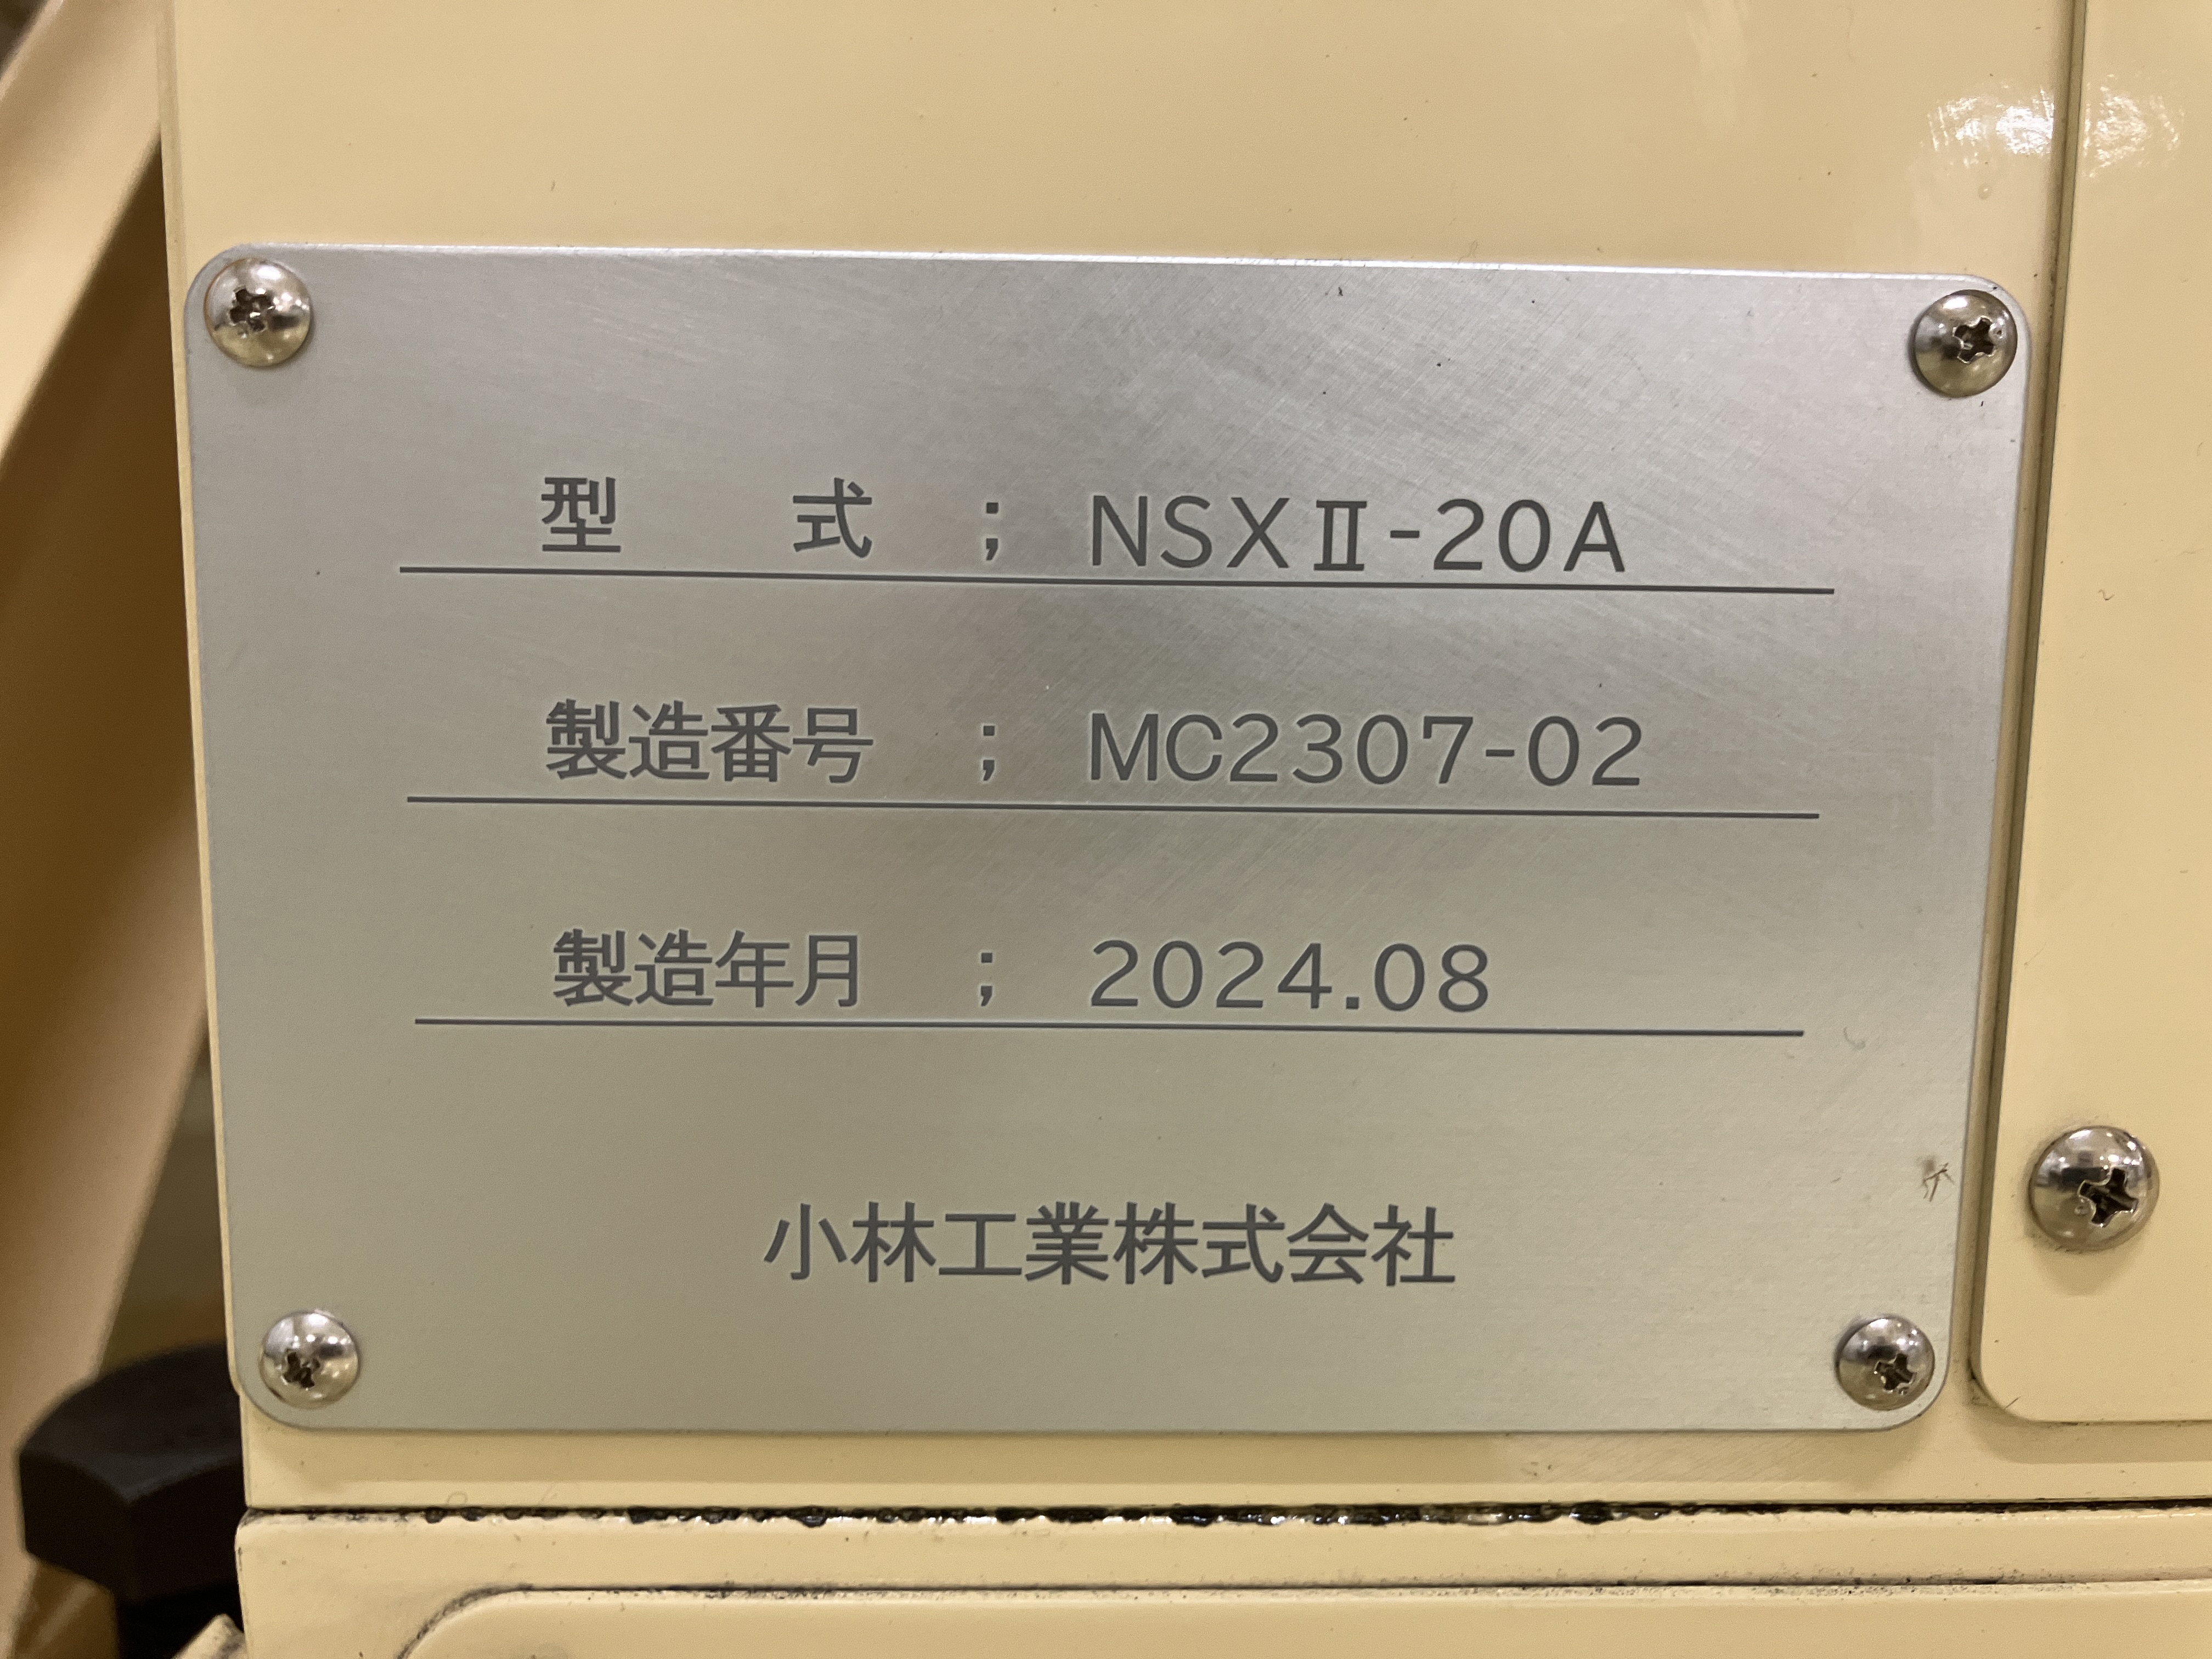 型　式　；　NSXⅡ-20A
製造番号　；　MC2307-02
製造年月　；　2024.08
小林工業株式会社